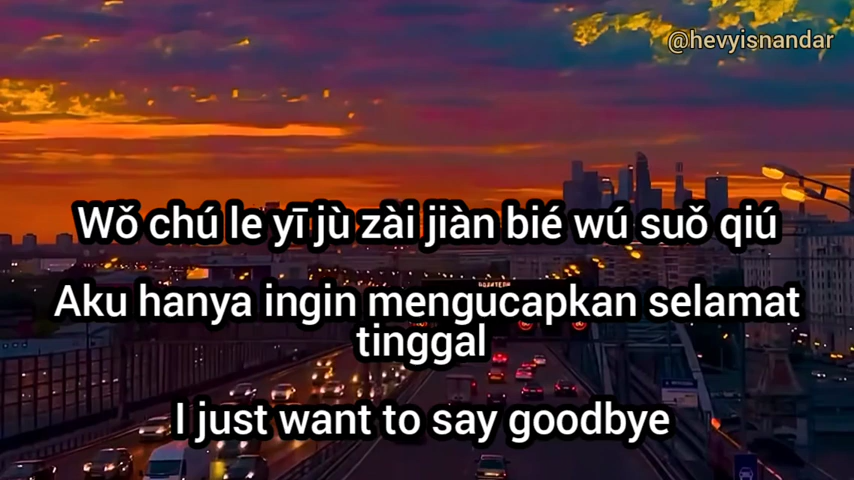 @hevyisnandar
Wǒ chú le yī jù zài jiàn bié wú suǒ qiú
Aku hanya ingin mengucapkan selamat
tinggal
I just want to say goodbye